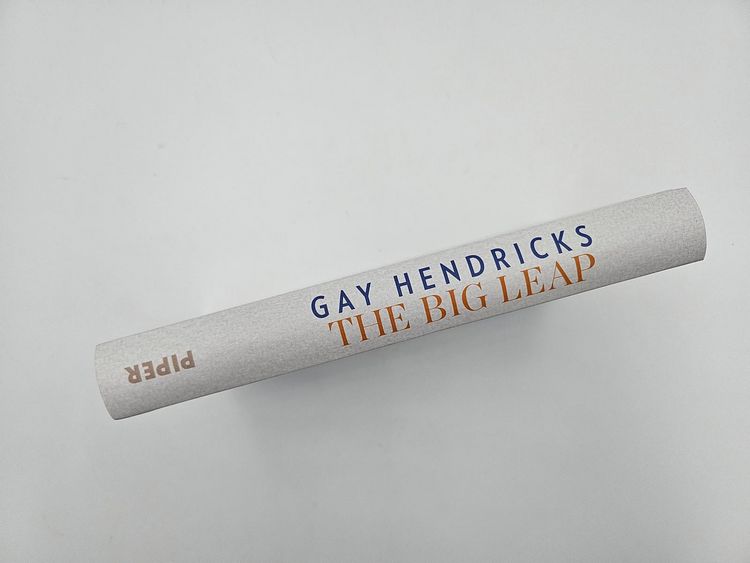 GAY HENDRICKS
THE BIG LEAP
PIPER